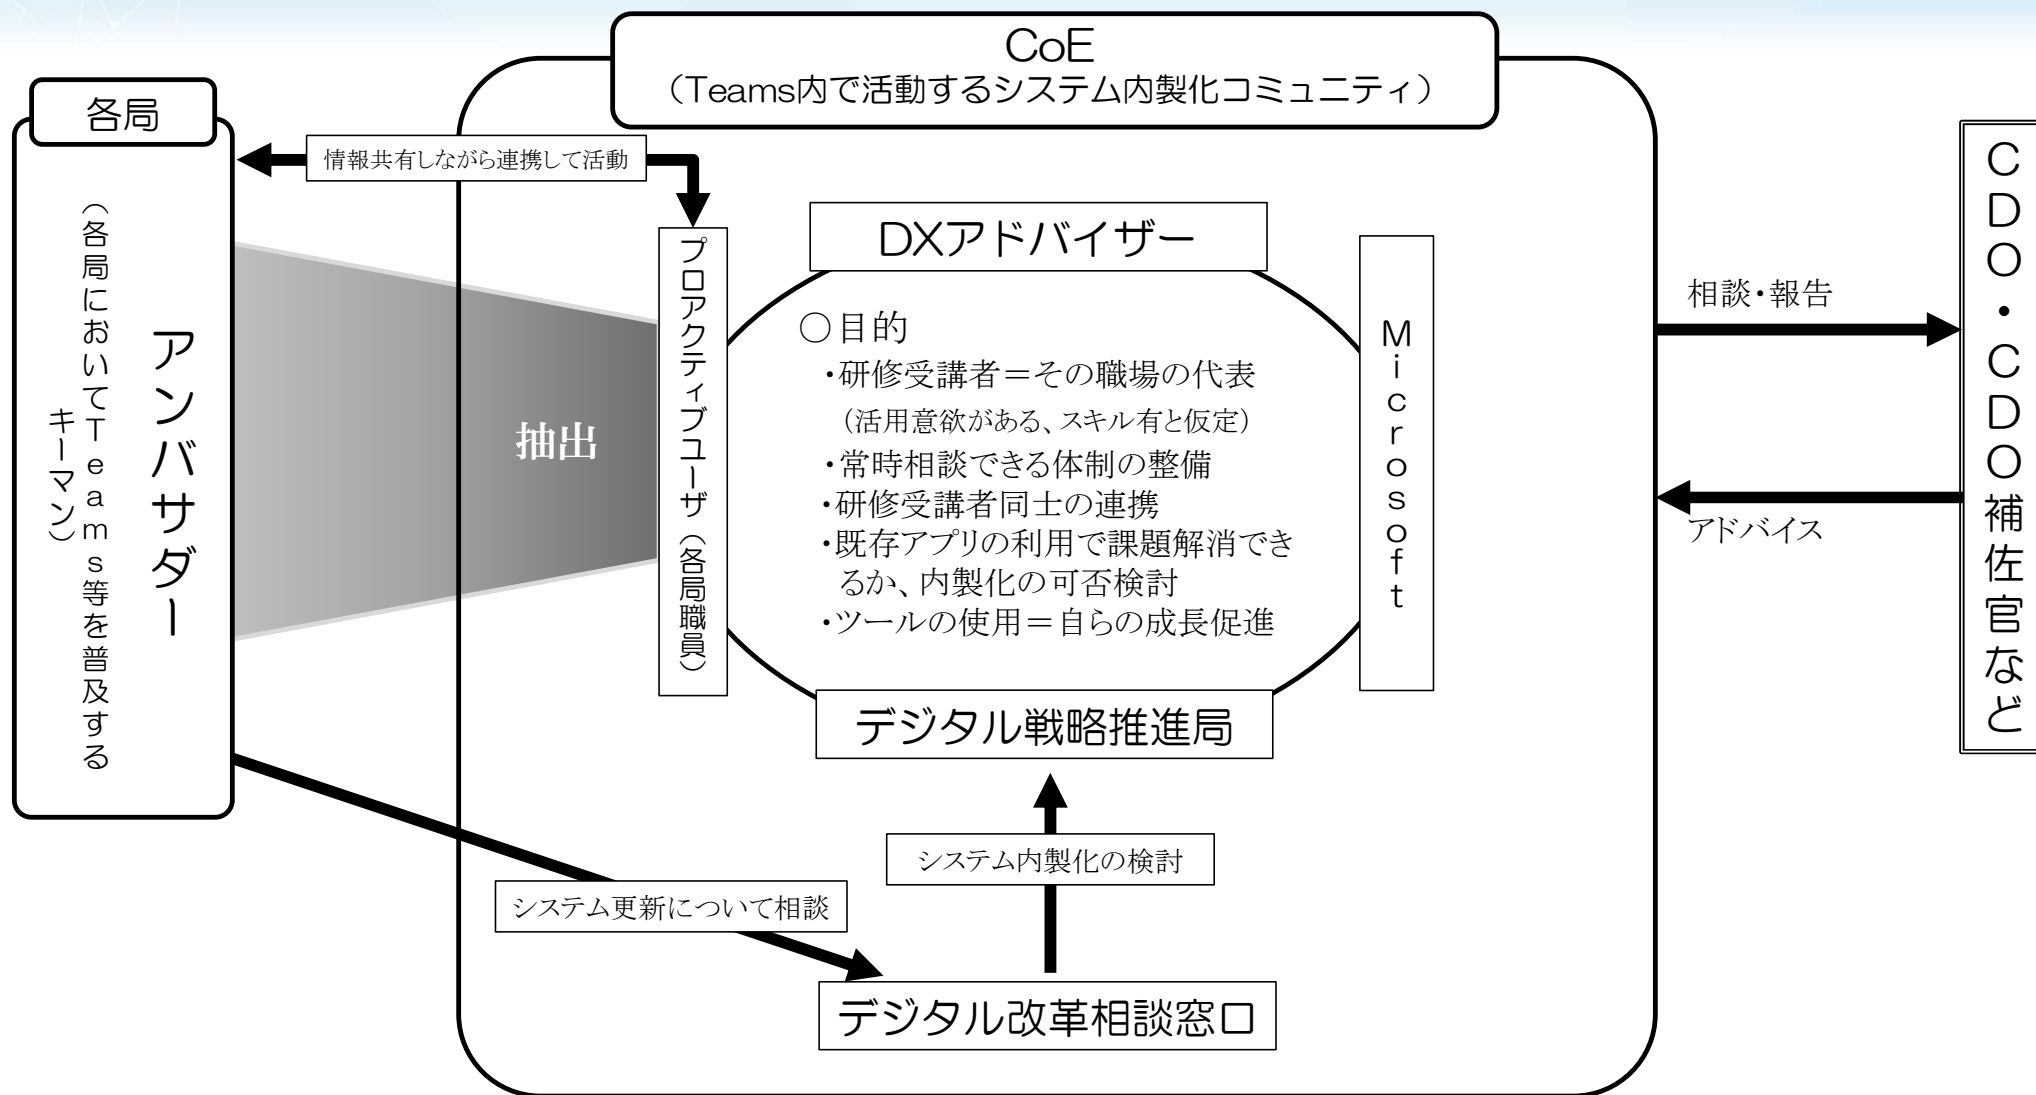 CoE
（Teams内で活動するシステム内製化コミュニティ）
各局
アンバサダー
（各局においてTeams等を普及する
キーマン）
情報共有しながら連携して活動
抽出
プロアクティブユーザ（各局職員）
DXアドバイザー
○目的
・研修受講者＝その職場の代表
（活用意欲がある、スキル有と仮定）
・常時相談できる体制の整備
・研修受講者同士の連携
・既存アプリの利用で課題解消でき
るか、内製化の可否検討
・ツールの使用＝自らの成長促進
Microsoft
デジタル戦略推進局
システム内製化の検討
システム更新について相談
デジタル改革相談窓口
相談・報告
アドバイス
CDO・CDO補佐官など